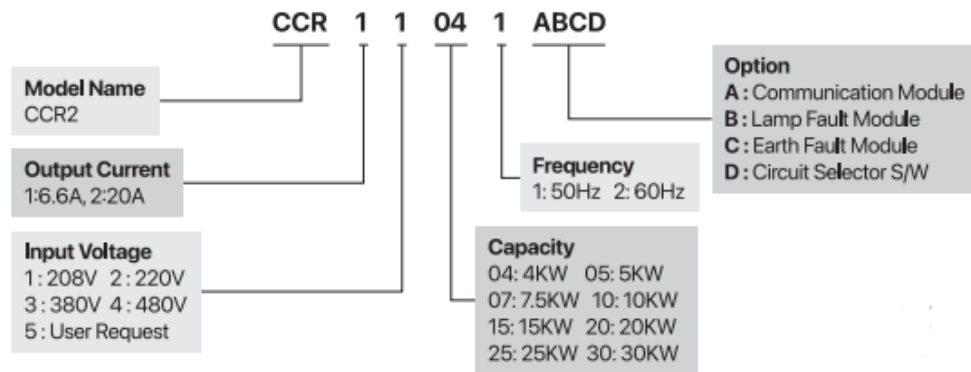 CCR 1 1 04 1 ABCD
Model Name
CCR2
Output Current
1:6.6A, 2:20A
Input Voltage
1 : 208V 2 : 220V
3 : 380V 4 : 480V
5 : User Request
Frequency
1: 50Hz 2: 60Hz
Capacity
04: 4KW 05: 5KW
07: 7.5KW 10: 10KW
15: 15KW 20: 20KW
25: 25KW 30: 30KW
Option
A : Communication Module
B : Lamp Fault Module
C : Earth Fault Module
D : Circuit Selector S/W